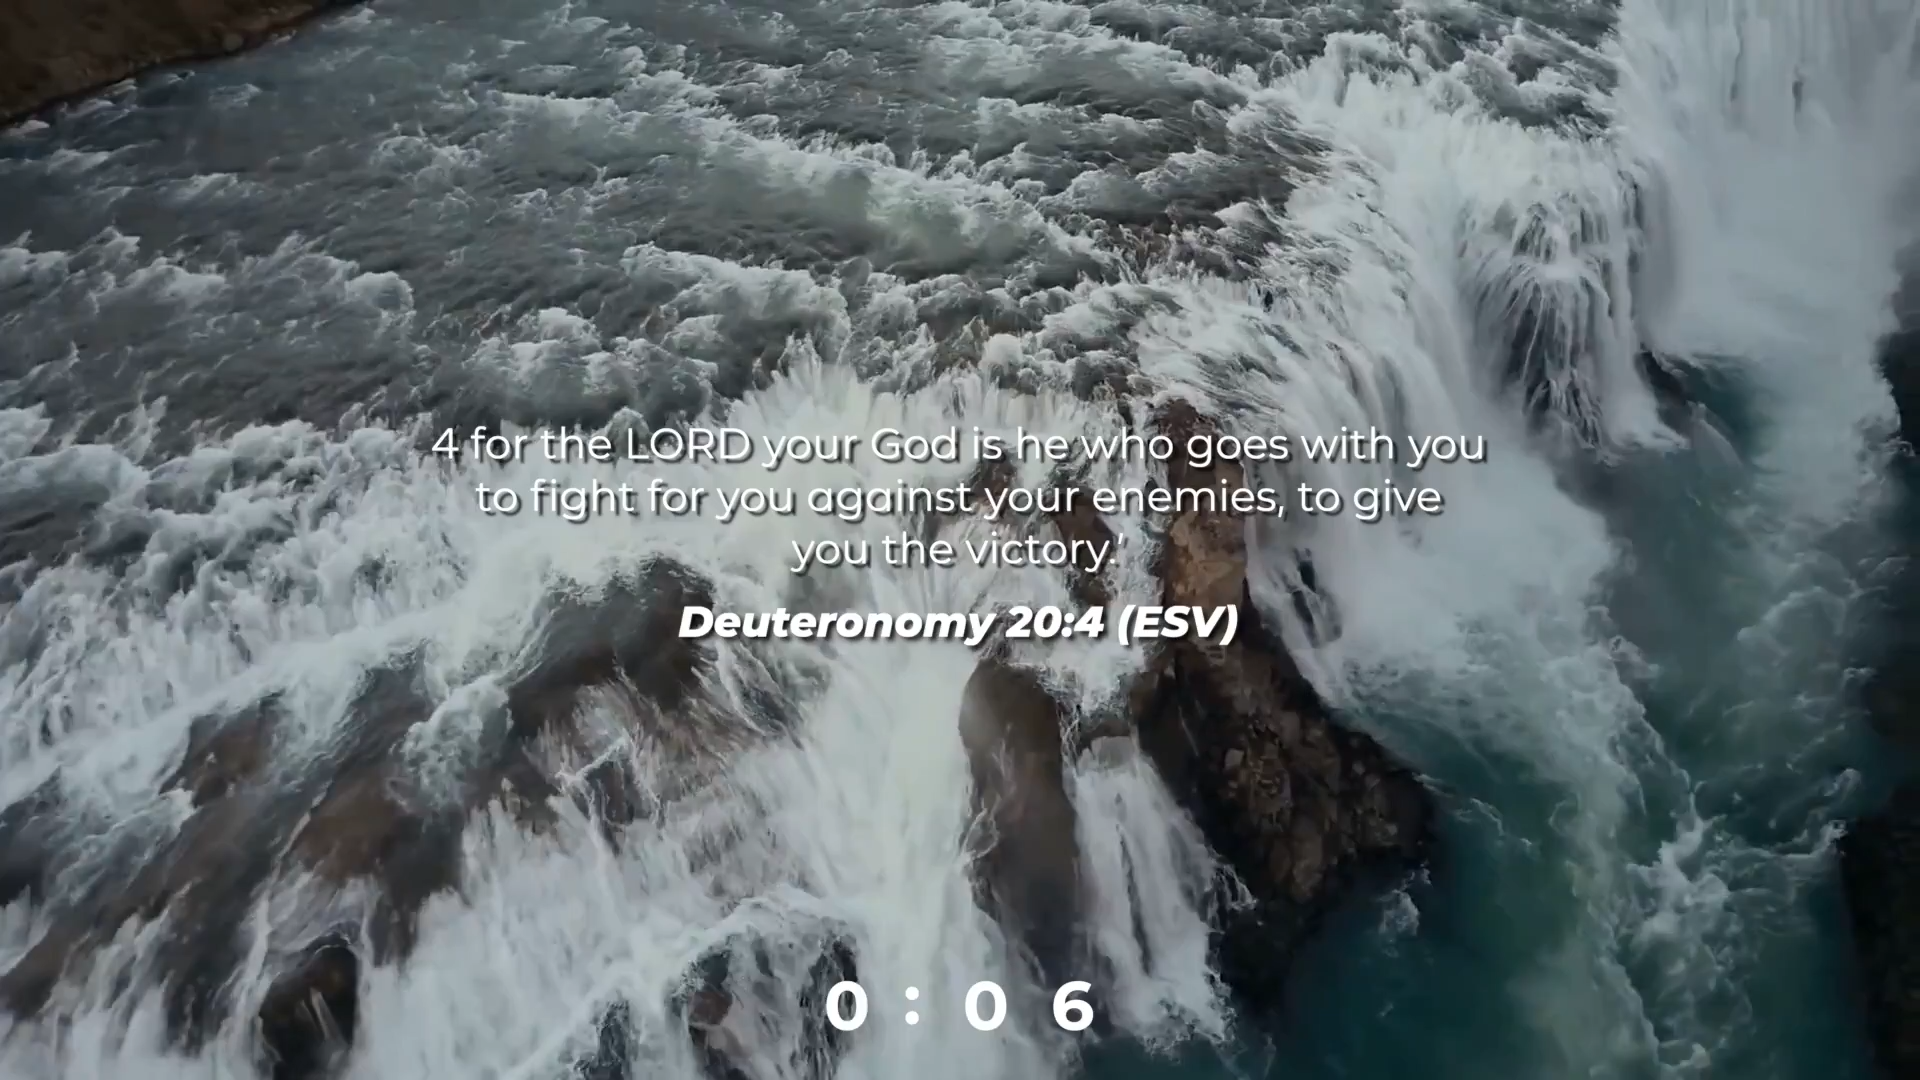 4 for the LORD your God is he who goes with you
to fight for you against your enemies, to give
you the victory.’
Deuteronomy 20:4 (ESV)
0 : 0 6